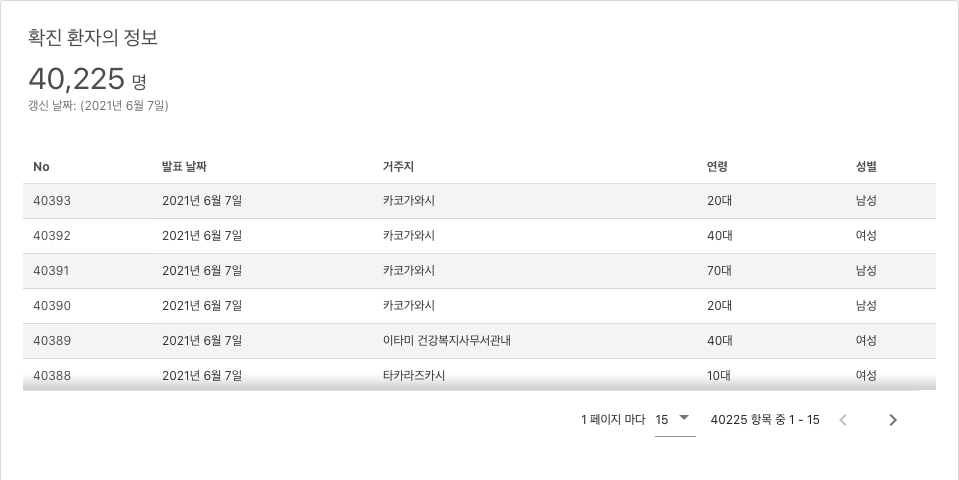 확진 환자의 정보
40,225 명
갱신 날짜: (2021년 6월 7일)
No 발표 날짜 거주지 연령 성별
40393 2021년 6월 7일 카코가와시 20대 남성
40392 2021년 6월 7일 카코가와시 40대 여성
40391 2021년 6월 7일 카코가와시 70대 남성
40390 2021년 6월 7일 카코가와시 20대 남성
40389 2021년 6월 7일 이타미 건강복지사무서관내 40대 여성
40388 2021년 6월 7일 타카라즈카시 10대 여성
1 페이지 마다 15 40225 항목 중 1 - 15